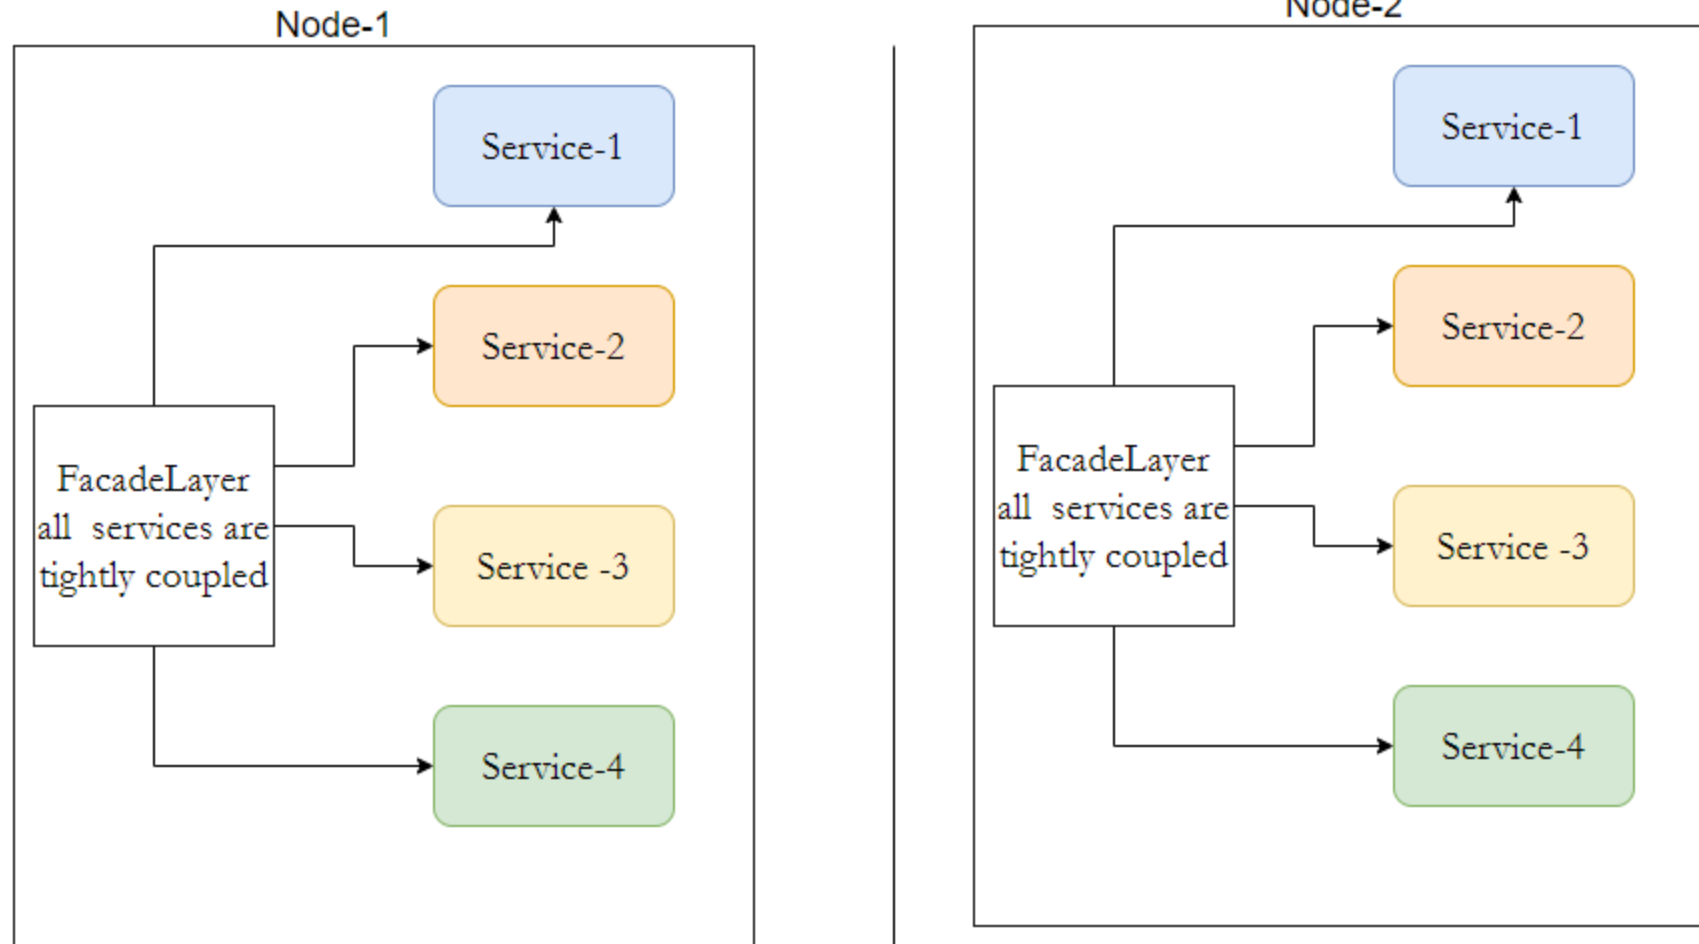 Node-1
Service-1
Service-2
FacadeLayer
all services are
tightly coupled
Service -3
Service-4
Node-2
Service-1
Service-2
FacadeLayer
all services are
tightly coupled
Service -3
Service-4